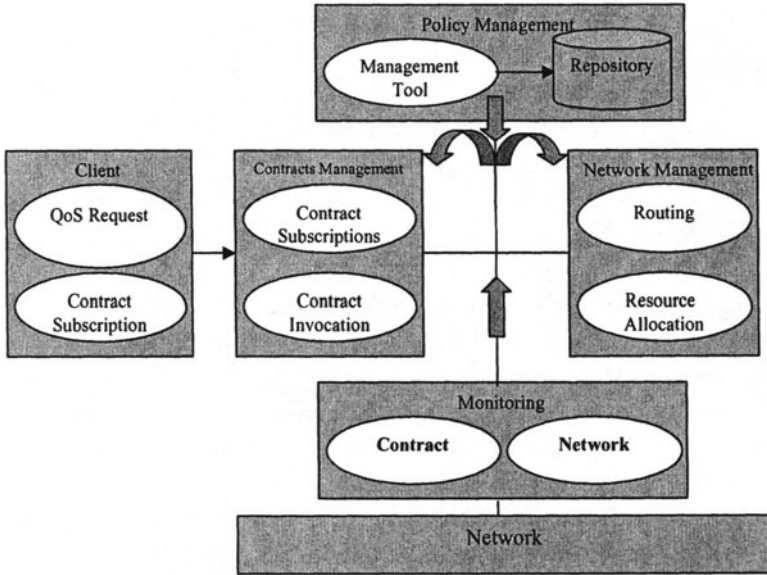 Policy Management
Management
Tool
Repository
Client
QoS Request
Contract
Subscription
Contracts Management
Contract
Subscriptions
Contract
Invocation
Network Management
Routing
Resource
Allocation
Monitoring
Contract
Network
Network